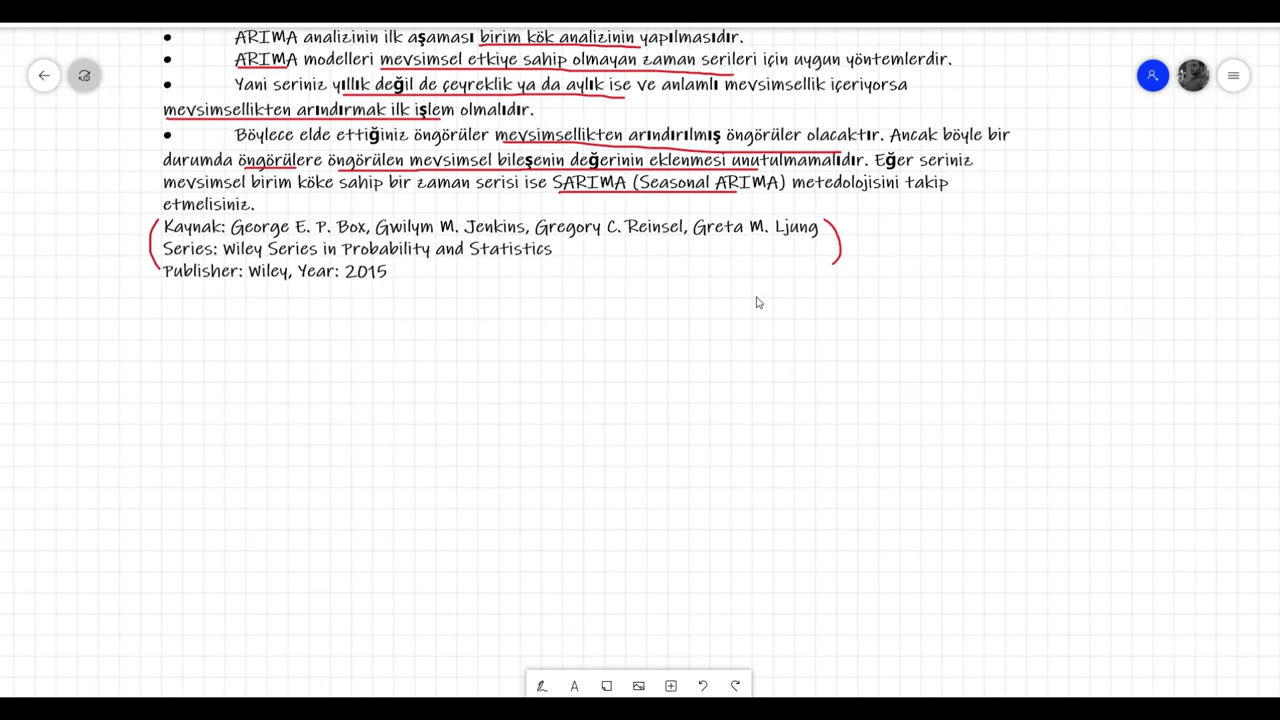 • ARIMA analizinin ilk aşaması birim kök analizinin yapılmasıdır.
• ARIMA modelleri mevsimsel etkiye sahip olmayan zaman serileri için uygun yöntemlerdir.
• Yani seriniz yıllık değil de çeyreklik ya da aylık ise ve anlamlı mevsimsellik içeriyorsa
mevsimsellikten arındırmak ilk işlem olmalıdır.
• Böylece elde ettiğiniz öngörüler mevsimsellikten arındırılmış öngörüler olacaktır. Ancak böyle bir
durumda öngörülere öngörülen mevsimsel bileşenin değerinin eklenmesi unutulmamalıdır. Eğer seriniz
mevsimsel birim köke sahip bir zaman serisi ise SARIMA (Seasonal ARIMA) metedolojisini takip
etmelisiniz.
Kaynak: George E. P. Box, Gwilym M. Jenkins, Gregory C. Reinsel, Greta M. Ljung
Series: Wiley Series in Probability and Statistics
Publisher: Wiley, Year: 2015
A